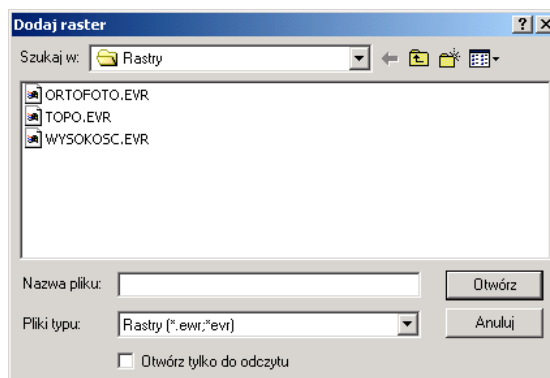 Dodaj raster
Szukaj w: Rastry
ORTOFOTO.EVR
TOPO.EVR
WYSOKOSC.EVR
Nazwa pliku: Otwórz
Pliki typu: Rastry (*.ewr;*evr) Anuluj
Otwórz tylko do odczytu